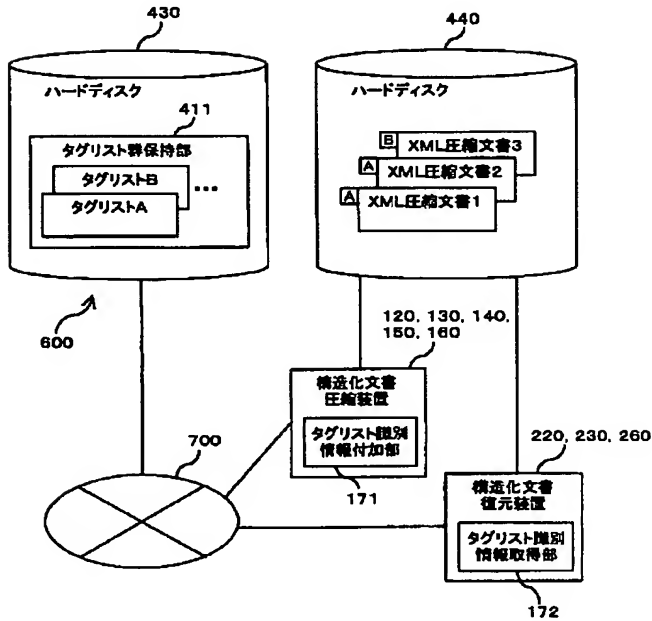 430
440
ハードディスク
ハードディスク
411
タグリスト群保持部
タグリストB
...
タグリストA
B
XML圧縮文書3
A
XML圧縮文書2
A
XML圧縮文書1
600
120, 130, 140,
150, 160
構造化文書
圧縮装置
タグリスト識別
情報付加部
171
700
220, 230, 260
構造化文書
復元装置
タグリスト識別
情報取得部
172